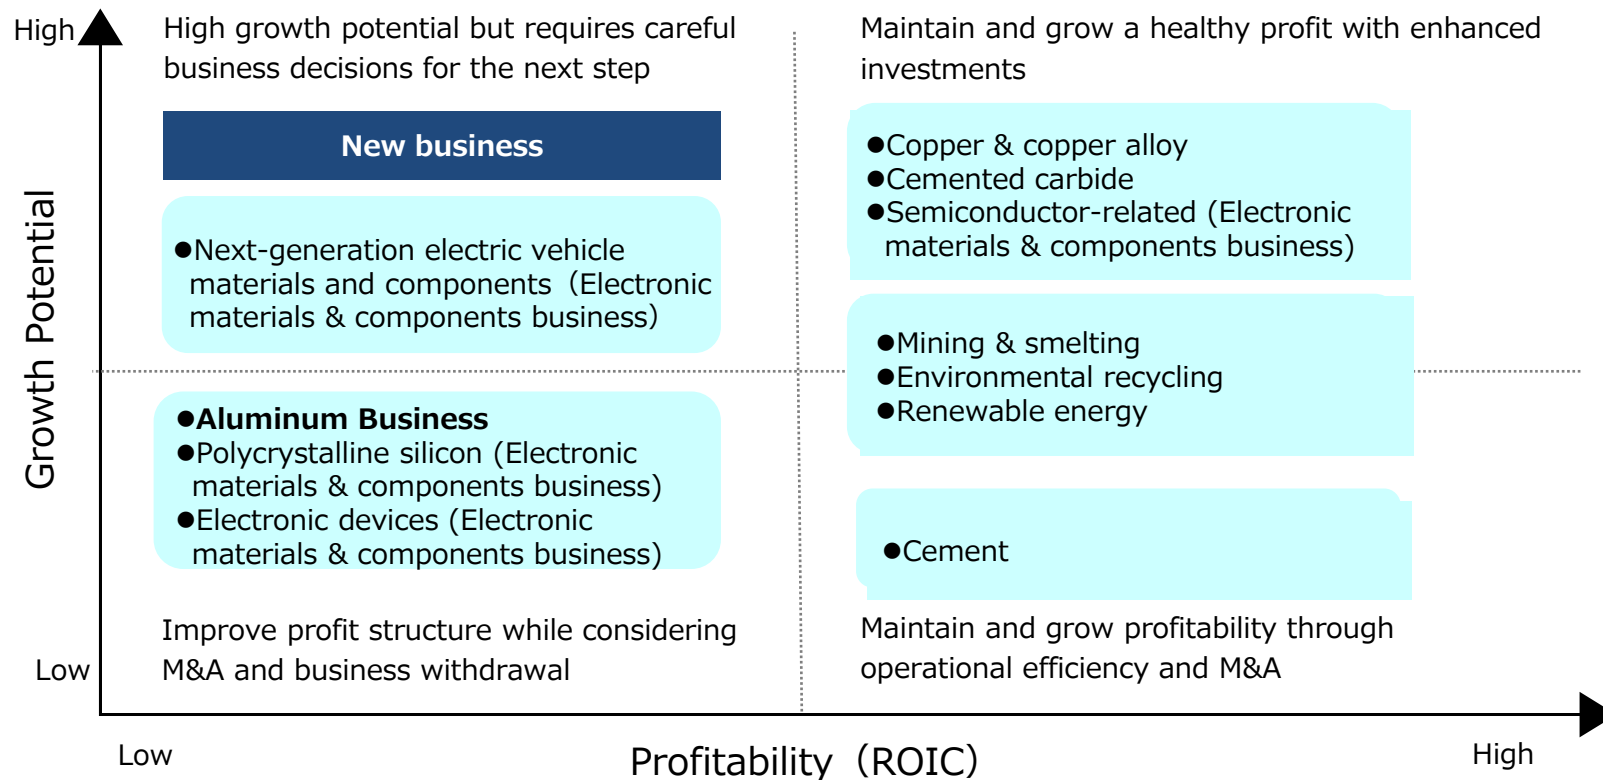 High
High growth potential but requires careful
business decisions for the next step
Maintain and grow a healthy profit with enhanced
investments
New business
●Next-generation electric vehicle
materials and components（Electronic
materials & components business）
●Copper & copper alloy
●Cemented carbide
●Semiconductor-related (Electronic
materials & components business)
●Mining & smelting
●Environmental recycling
●Renewable energy
Growth Potential
●Aluminum Business
●Polycrystalline silicon (Electronic
materials & components business)
●Electronic devices (Electronic
materials & components business)
●Cement
Improve profit structure while considering
M&A and business withdrawal
Maintain and grow profitability through
operational efficiency and M&A
Low
Low
Profitability（ROIC）
High